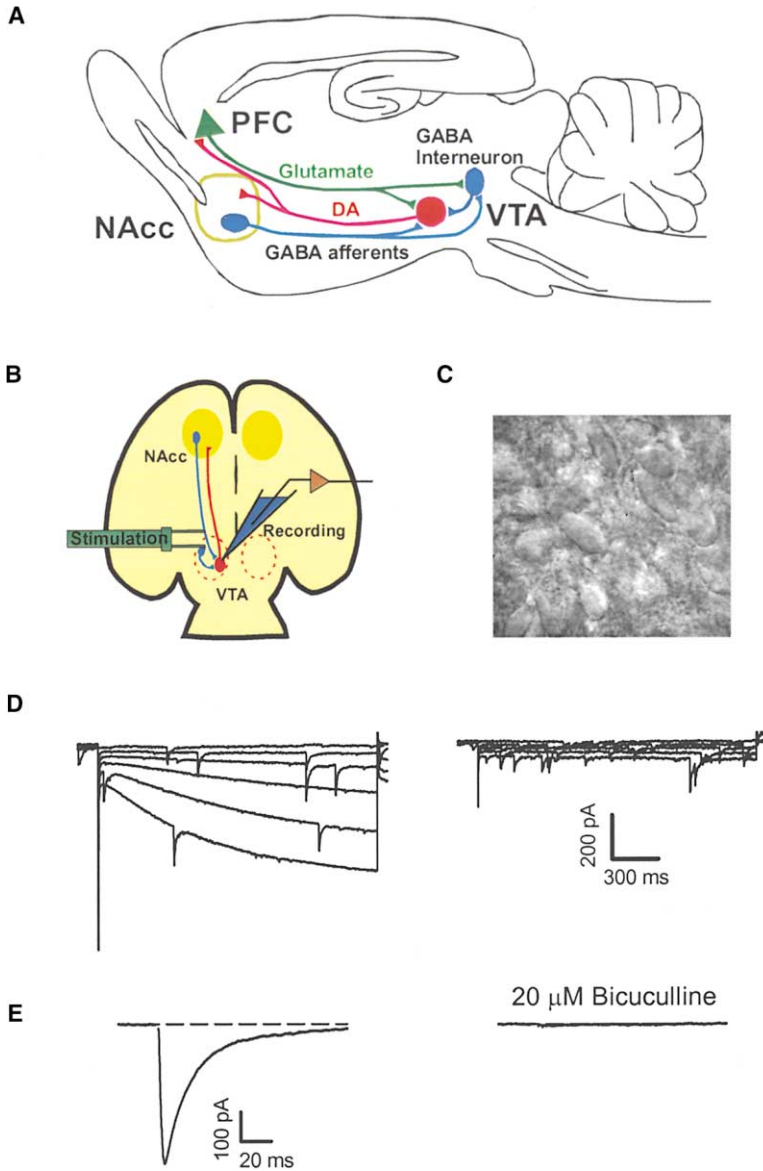 A
PFC
GABA
Interneuron
Glutamate
DA
NAcc
VTA
GABA afferents
B
C
NAcc
Stimulation
Recording
VTA
D
200 pA
300 ms
E
20 μM Bicuculline
100 pA
20 ms